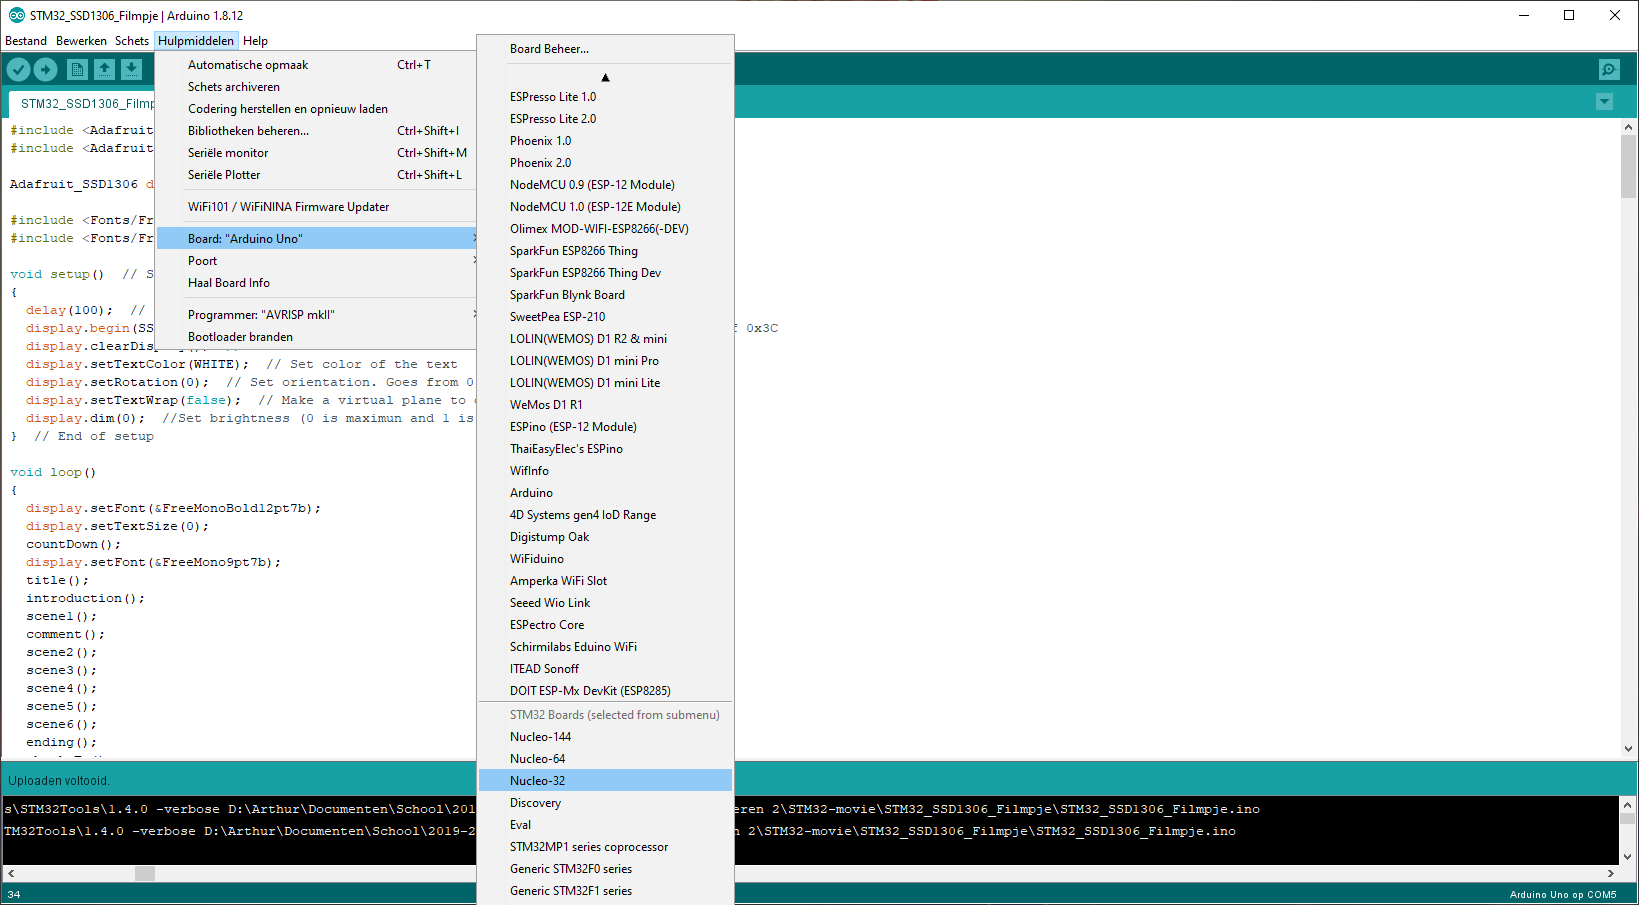 STM32_SSD1306_Filmpje | Arduino 1.8.12
Bestand Bewerken Schets Hulpmiddelen Help
STM32_SSD1306_Filmp
Automatische opmaak Ctrl+T
Schets archiveren
Codering herstellen en opnieuw laden
Bibliotheken beheren... Ctrl+Shift+I
Seriële monitor Ctrl+Shift+M
Seriële Plotter Ctrl+Shift+L
WiFi101 / WiFiNINA Firmware Updater
Board: "Arduino Uno"
Poort
Haal Board Info
Programmer: "AVRISP mkII"
Bootloader branden
Board Beheer...
ESPresso Lite 1.0
ESPresso Lite 2.0
Phoenix 1.0
Phoenix 2.0
NodeMCU 0.9 (ESP-12 Module)
NodeMCU 1.0 (ESP-12E Module)
Olimex MOD-WIFI-ESP8266(-DEV)
SparkFun ESP8266 Thing
SparkFun ESP8266 Thing Dev
SparkFun Blynk Board
SweetPea ESP-210
LOLIN(WEMOS) D1 R2 & mini
LOLIN(WEMOS) D1 mini Pro
LOLIN(WEMOS) D1 mini Lite
WeMos D1 R1
ESPino (ESP-12 Module)
ThaiEasyElec's ESPino
WifInfo
Arduino
4D Systems gen4 IoD Range
Digistump Oak
WiFiduino
Amperka WiFi Slot
Seeed Wio Link
ESPectro Core
Schirmilabs Eduino WiFi
ITEAD Sonoff
DOIT ESP-Mx DevKit (ESP8285)
STM32 Boards (selected from submenu)
Nucleo-144
Nucleo-64
Nucleo-32
Discovery
Eval
STM32MP1 series coprocessor
Generic STM32F0 series
Generic STM32F1 series
#include <Adafruit
#include <Adafruit
Adafruit_SSD1306 d
#include <Fonts/Fr
#include <Fonts/Fr
void setup() // S
{
delay(100); //
display.begin(SS f 0x3C
display.clearDisp
display.setTextColor(WHITE); // Set color of the text
display.setRotation(0); // Set orientation. Goes from 0
display.setTextWrap(false); // Make a virtual plane to
display.dim(0); //Set brightness (0 is maximun and 1 is
} // End of setup
void loop()
{
display.setFont(&FreeMonoBold12pt7b);
display.setTextSize(0);
countDown();
display.setFont(&FreeMono9pt7b);
title();
introduction();
scene1();
comment();
scene2();
scene3();
scene4();
scene5();
scene6();
ending();
Uploaden voltooid.
s\STM32Tools\1.4.0 -verbose D:\Arthur\Documenten\School\201 eren 2\STM32-movie\STM32_SSD1306_Filmpje\STM32_SSD1306_Filmpje.ino
TM32Tools\1.4.0 -verbose D:\Arthur\Documenten\School\2019-2 n 2\STM32-movie\STM32_SSD1306_Filmpje\STM32_SSD1306_Filmpje.ino
34 Arduino Uno op COM5